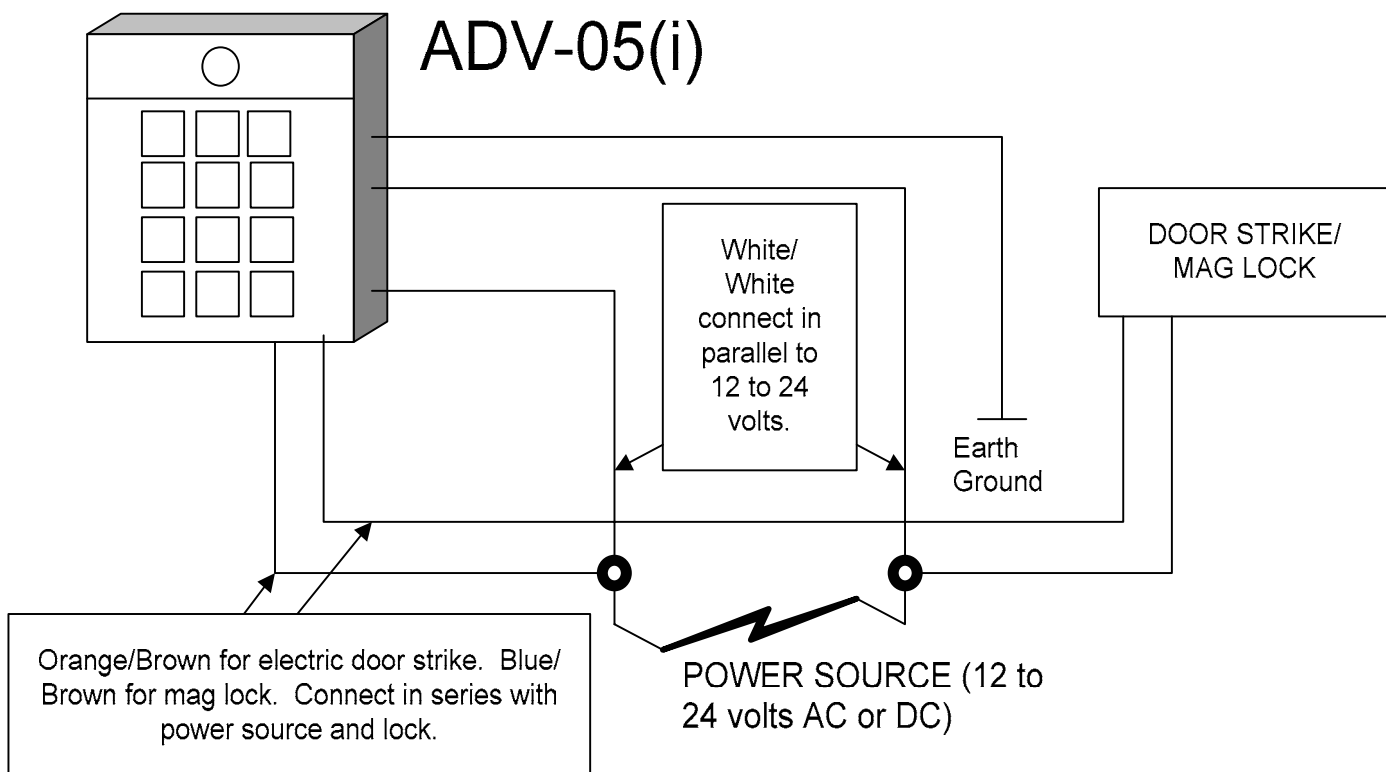 ADV-05(i)
White/
White
connect in
parallel to
12 to 24
volts.
DOOR STRIKE/
MAG LOCK
Earth
Ground
Orange/Brown for electric door strike.  Blue/
Brown for mag lock.  Connect in series with
power source and lock.
POWER SOURCE (12 to
24 volts AC or DC)